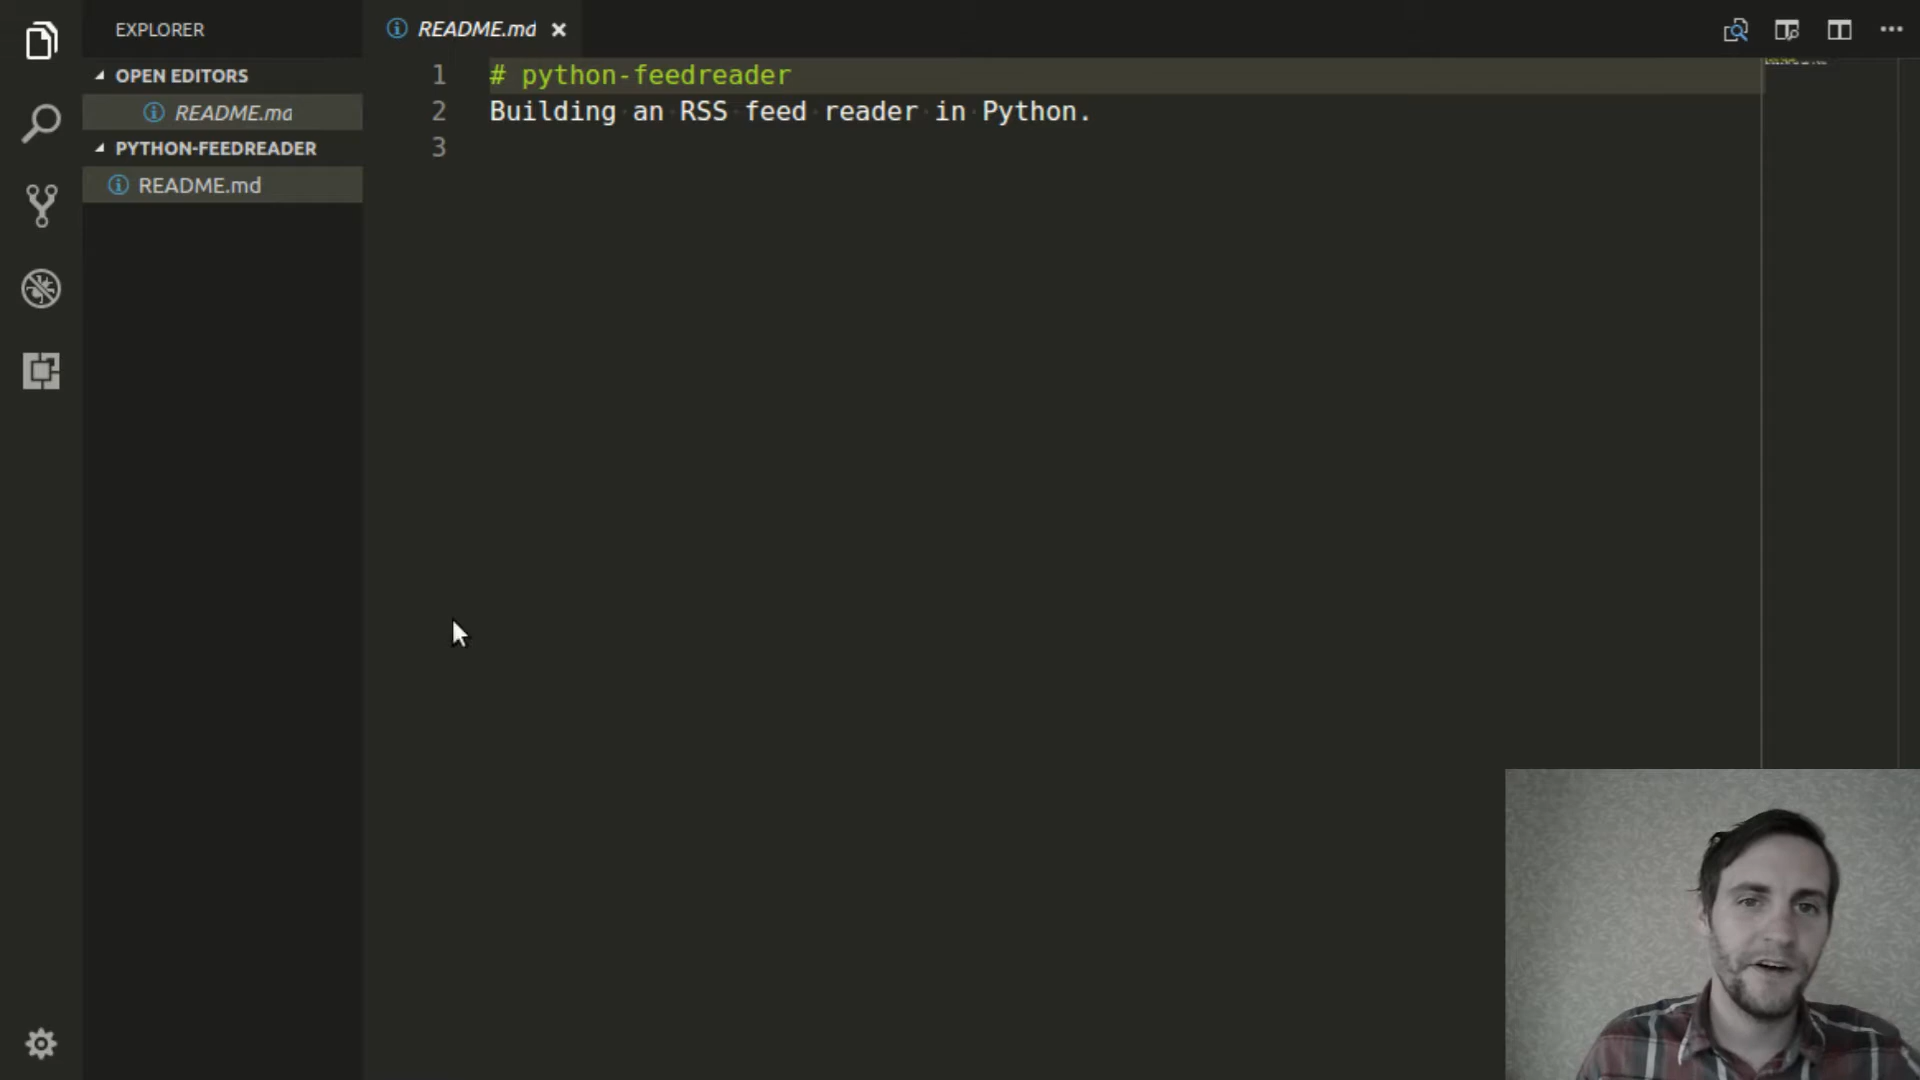 EXPLORER
OPEN EDITORS
README.md
PYTHON-FEEDREADER
README.md
README.md
1 # python-feedreader
2 Building an RSS feed reader in Python.
3